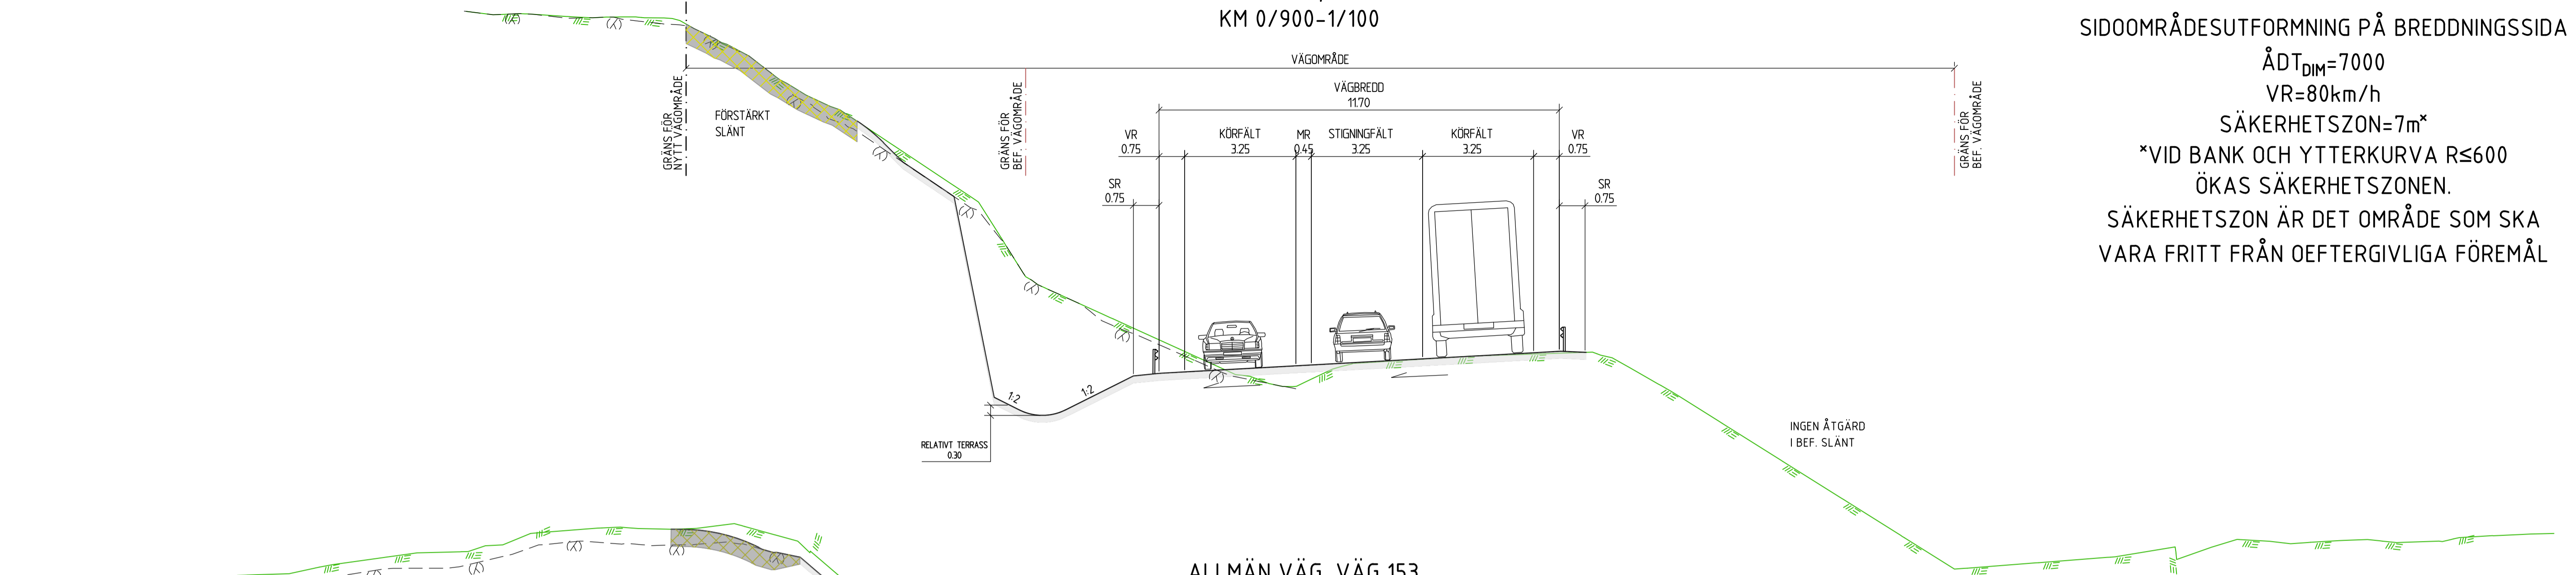 KM 0/900-1/100
SIDOOMRÅDESUTFORMNING PÅ BREDDNINGSSIDA
ÅDTDIM=7000
VR=80km/h
SÄKERHETSZON=7m*
*VID BANK OCH YTTERKURVA R≤600
ÖKAS SÄKERHETSZONEN.
SÄKERHETSZON ÄR DET OMRÅDE SOM SKA
VARA FRITT FRÅN OEFTERGIVLIGA FÖREMÅL
VÄGOMRÅDE
VÄGBREDD
11.70
GRÄNS FÖR
NYTT VÄGOMRÅDE
FÖRSTÄRKT
SLÄNT
GRÄNS FÖR
BEF. VÄGOMRÅDE
VR
0.75
KÖRFÄLT
3.25
MR
0.45
STIGNINGFÄLT
3.25
KÖRFÄLT
3.25
VR
0.75
GRÄNS FÖR
BEF. VÄGOMRÅDE
SR
0.75
SR
0.75
1:2
1:2
RELATIVT TERRASS
0.30
INGEN ÅTGÄRD
I BEF. SLÄNT
ALLMÄN VÄG, VÄG 153